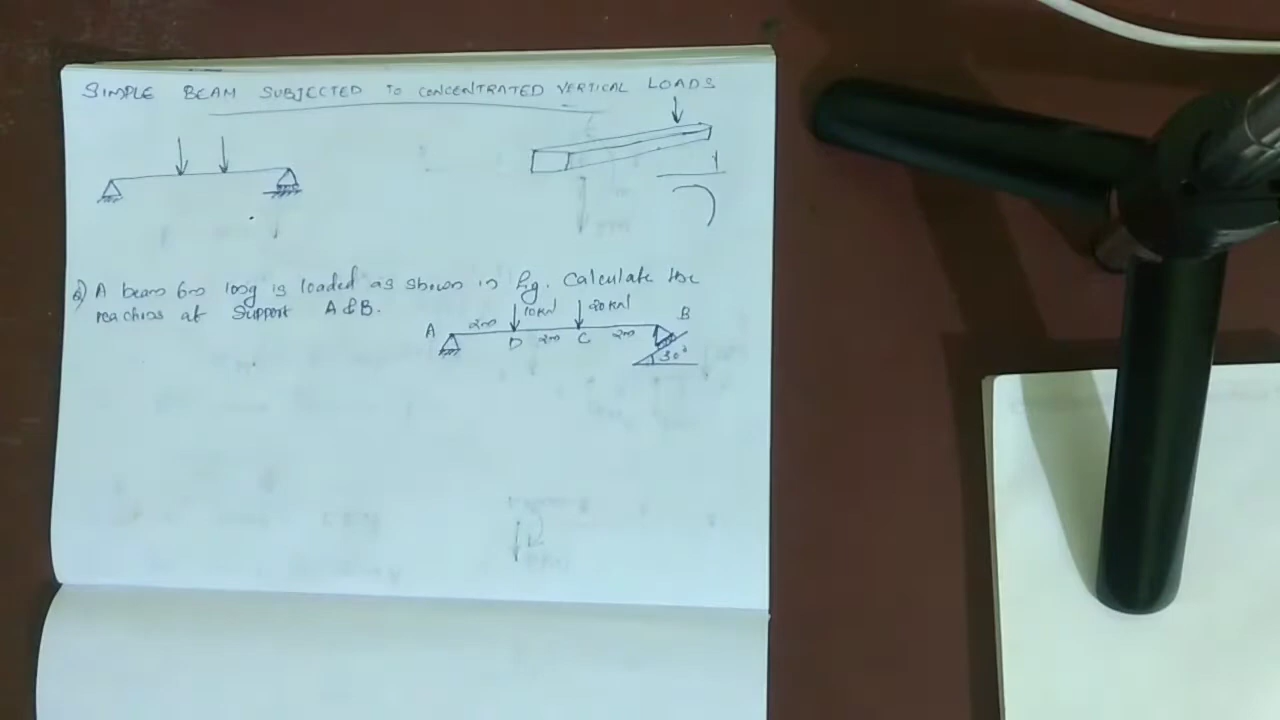 SIMPLE BEAM SUBJECTED TO CONCENTRATED VERTICAL LOADS
Q) A beam 6m long is loaded as shown in fig. Calculate the
reactions at Support A & B.
A 2m 10KN 20KN B
D 2m C 2m
30°